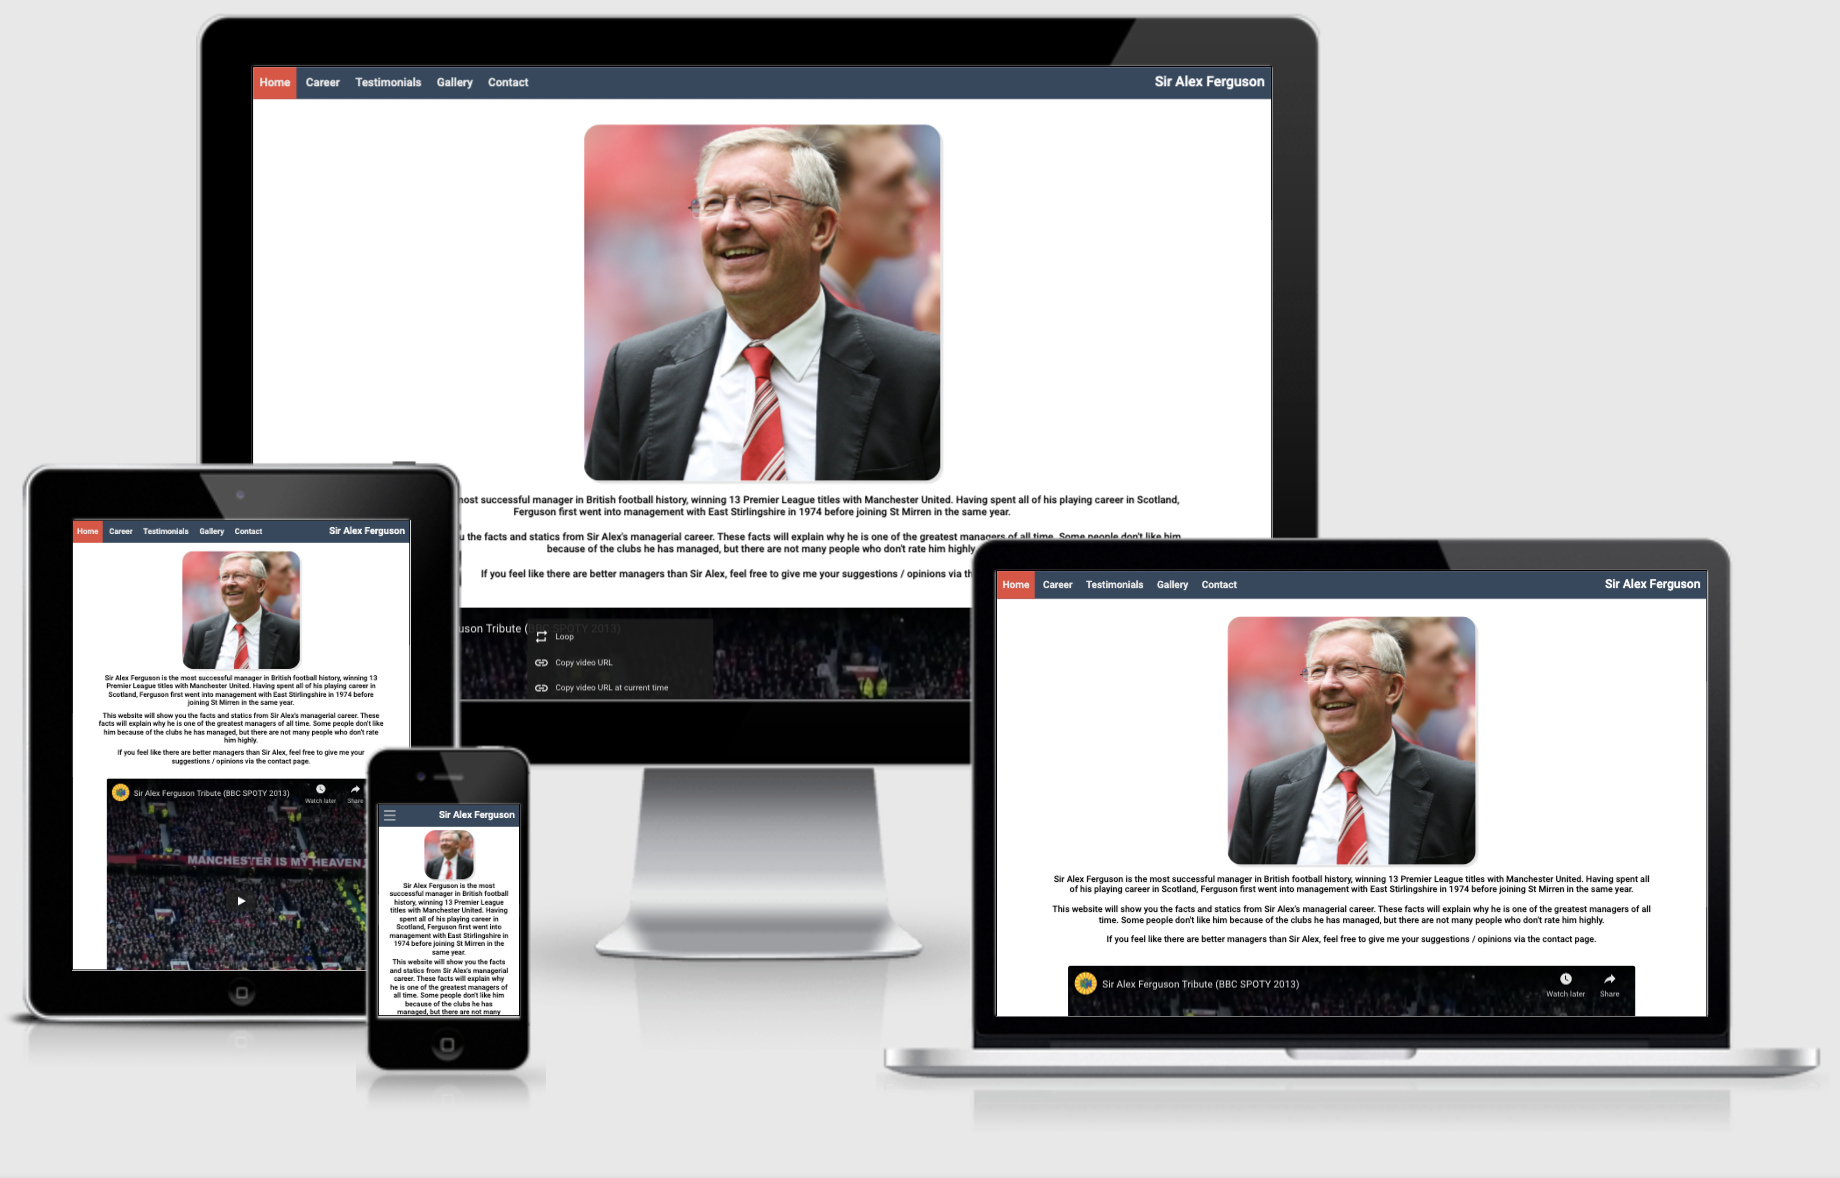 Home Career Testimonials Gallery Contact Sir Alex Ferguson
most successful manager in British football history, winning 13 Premier League titles with Manchester United. Having spent all of his playing career in Scotland,
Ferguson first went into management with East Stirlingshire in 1974 before joining St Mirren in the same year.
the facts and statics from Sir Alex's managerial career. These facts will explain why he is one of the greatest managers of all time. Some people don't like him
because of the clubs he has managed, but there are not many people who don't rate him highly
If you feel like there are better managers than Sir Alex, feel free to give me your suggestions / opinions via
Tribute (BBC SPOTY 2013)
Loop
Copy video URL
Copy video URL at current time
Home Career Testimonials Gallery Contact Sir Alex Ferguson
Sir Alex Ferguson is the most successful manager in British football history, winning 13
Premier League titles with Manchester United. Having spent all of his playing career in
Scotland, Ferguson first went into management with East Stirlingshire in 1974 before
joining St Mirren in the same year.
This website will show you the facts and statics from Sir Alex's managerial career. These
facts will explain why he is one of the greatest managers of all time. Some people don't like
him because of the clubs he has managed, but there are not many people who don't rate
him highly.
If you feel like there are better managers than Sir Alex, feel free to give me your
suggestions / opinions via the contact page.
Sir Alex Ferguson Tribute (BBC SPOTY 2013)
Watch later Share
MANCHESTER IS MY HEAVEN
Sir Alex Ferguson
Sir Alex Ferguson is the most
successful manager in British football
history, winning 13 Premier League
titles with Manchester United. Having
spent all of his playing career in
Scotland, Ferguson first went into
management with East Stirlingshire in
1974 before joining St Mirren in the
same year.
This website will show you the facts
and statics from Sir Alex's managerial
career. These facts will explain why
he is one of the greatest managers of
all time. Some people don't like him
because of the clubs he has
managed, but there are not many
Home Career Testimonials Gallery Contact Sir Alex Ferguson
Sir Alex Ferguson is the most successful manager in British football history, winning 13 Premier League titles with Manchester United. Having spent all
of his playing career in Scotland, Ferguson first went into management with East Stirlingshire in 1974 before joining St Mirren in the same year.
This website will show you the facts and statics from Sir Alex's managerial career. These facts will explain why he is one of the greatest managers of all
time. Some people don't like him because of the clubs he has managed, but there are not many people who don't rate him highly.
If you feel like there are better managers than Sir Alex, feel free to give me your suggestions / opinions via the contact page.
Sir Alex Ferguson Tribute (BBC SPOTY 2013)
Watch later Share